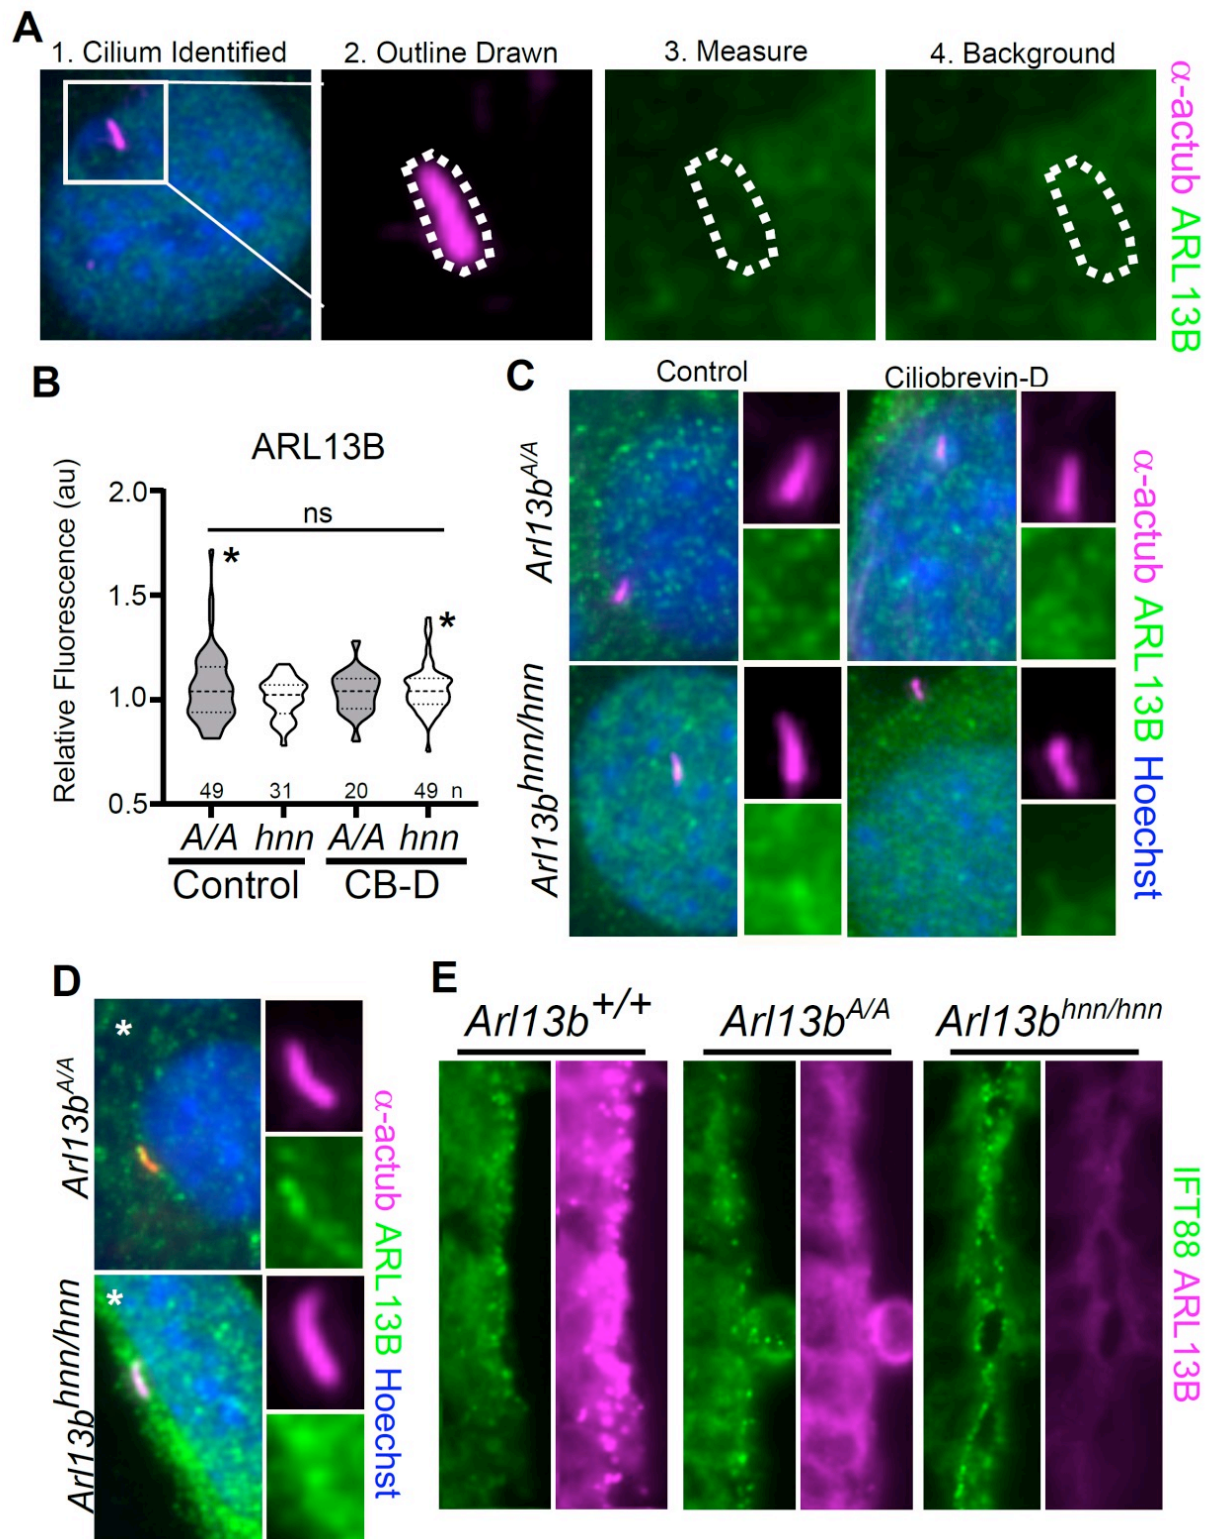 A
1. Cilium Identified
2. Outline Drawn
3. Measure
4. Background
α-actub ARL13B
B
ARL13B
Relative Fluorescence (au)
2.0
1.5
1.0
0.5
ns
*
*
49 31 20 49 n
A/A hnn A/A hnn
Control CB-D
C
Control Ciliobrevin-D
Arl13b^A/A
Arl13b^hnn/hnn
α-actub ARL13B Hoechst
D
Arl13b^A/A
*
Arl13b^hnn/hnn
*
α-actub ARL13B Hoechst
E
Arl13b^+/+ Arl13b^A/A Arl13b^hnn/hnn
IFT88 ARL13B